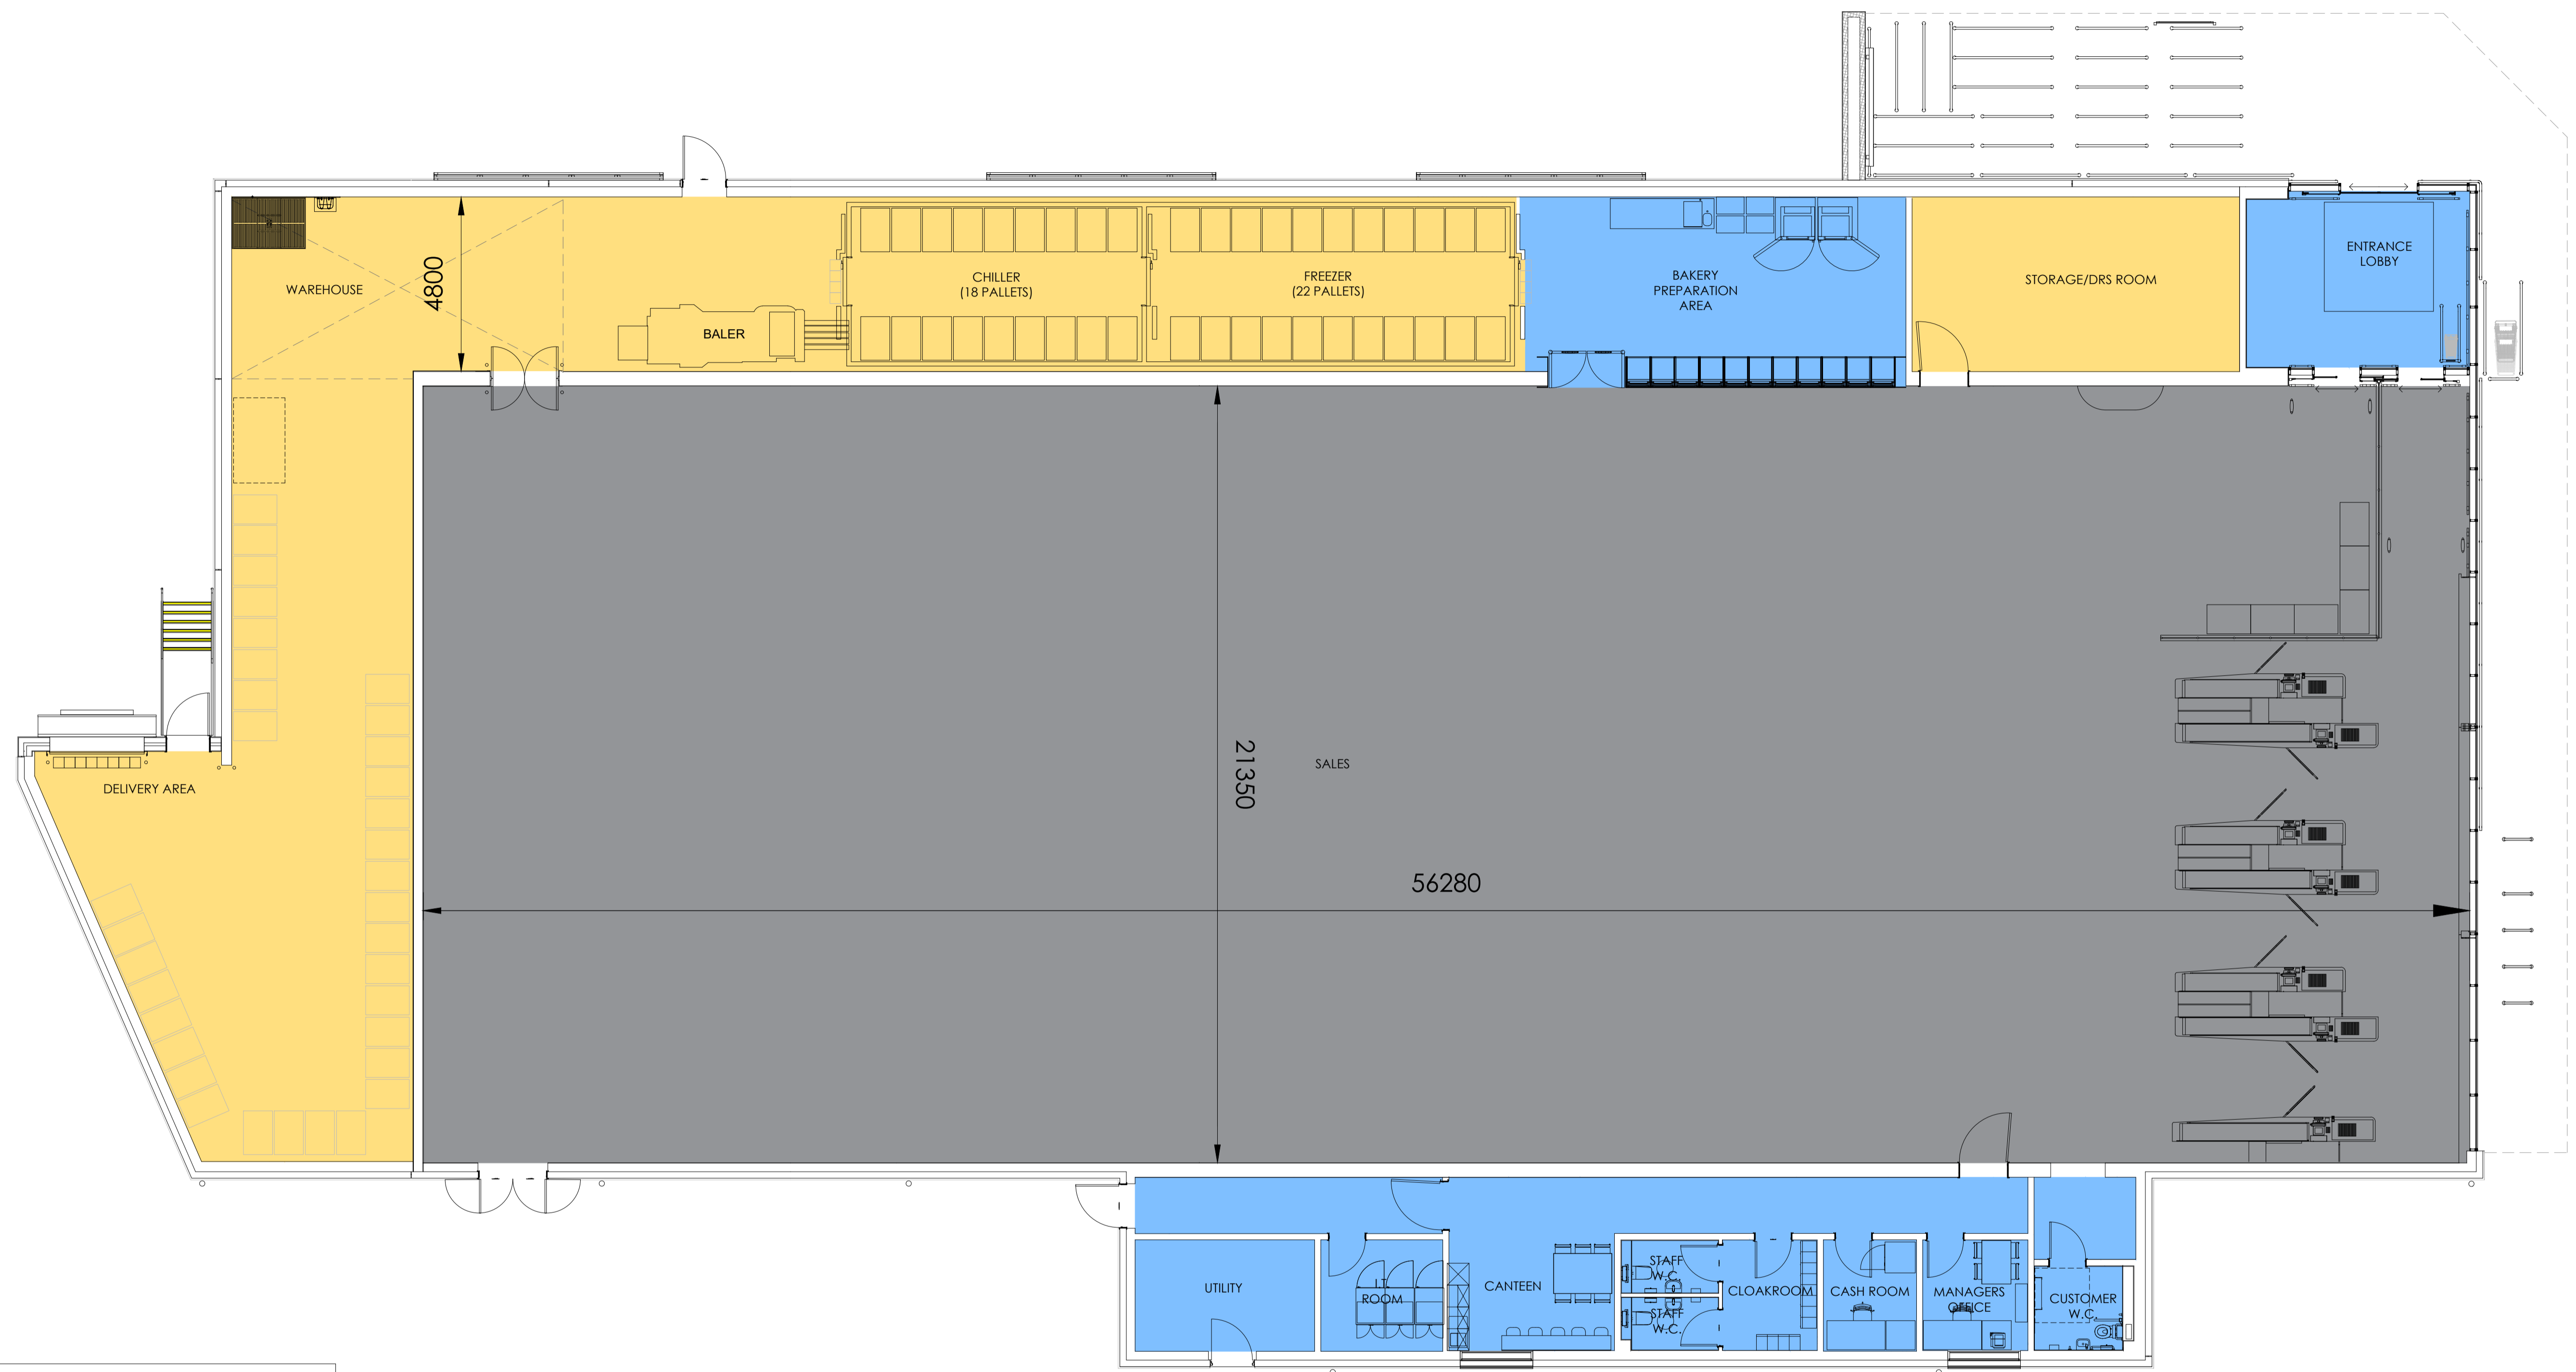 WAREHOUSE
4800
BALER
CHILLER
(18 PALLETS)
FREEZER
(22 PALLETS)
BAKERY
PREPARATION
AREA
STORAGE/DRS ROOM
ENTRANCE
LOBBY
DELIVERY AREA
21350
SALES
56280
UTILITY
I.T.
ROOM
CANTEEN
STAFF
W.C.
STAFF
W.C.
CLOAKROOM
CASH ROOM
MANAGERS
OFFICE
CUSTOMER
W.C.